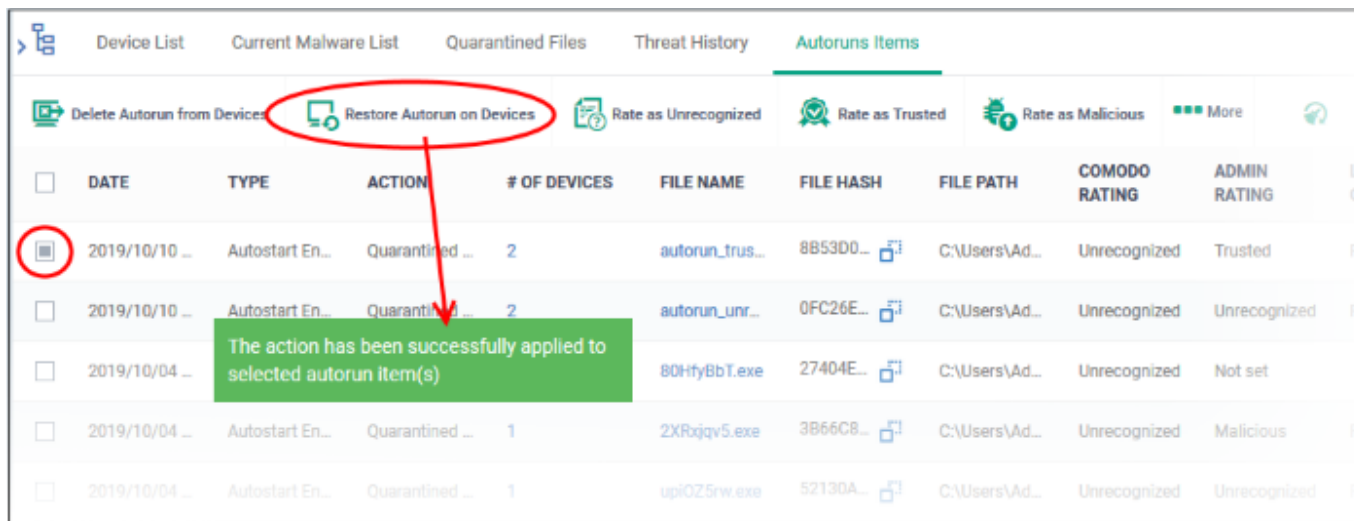 Device List Current Malware List Quarantined Files Threat History Autoruns Items
Delete Autorun from Devices Restore Autorun on Devices Rate as Unrecognized Rate as Trusted Rate as Malicious More
DATE TYPE ACTION # OF DEVICES FILE NAME FILE HASH FILE PATH COMODO RATING ADMIN RATING
2019/10/10 ... Autostart En... Quarantined ... 2 autorun_trus... 8B53D0... C:\Users\Ad... Unrecognized Trusted
2019/10/10 ... Autostart En... Quarantined ... 2 autorun_unr... 0FC26E... C:\Users\Ad... Unrecognized Unrecognized
The action has been successfully applied to
selected autorun item(s)
2019/10/04 80HfyBbT.exe 27404E... C:\Users\Ad... Unrecognized Not set
2019/10/04 ... Autostart En... Quarantined ... 1 2XRxjqv5.exe 3B66C8... C:\Users\Ad... Unrecognized Malicious
2019/10/04 ... Autostart En... Quarantined ... 1 upiOZ5rw.exe 52130A... C:\Users\Ad... Unrecognized Unrecognized